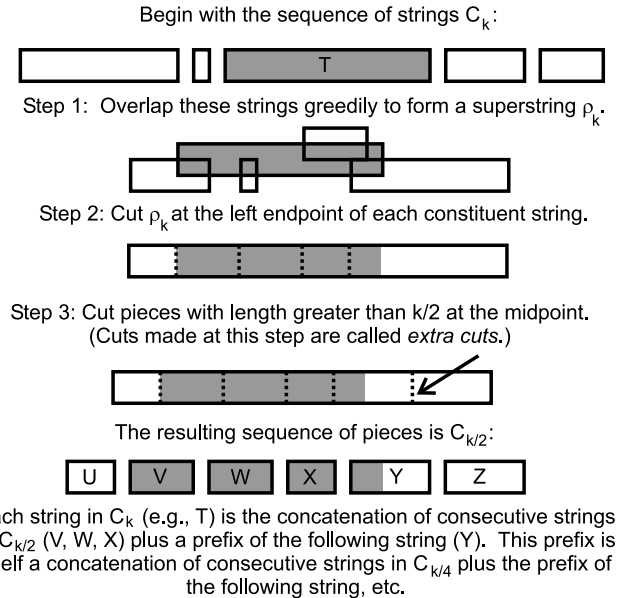 Begin with the sequence of strings C_k:
T
Step 1: Overlap these strings greedily to form a superstring ρ_k.
Step 2: Cut ρ_k at the left endpoint of each constituent string.
Step 3: Cut pieces with length greater than k/2 at the midpoint.
(Cuts made at this step are called extra cuts.)
The resulting sequence of pieces is C_k/2:
U V W X Y Z
ach string in C_k (e.g., T) is the concatenation of consecutive strings
C_k/2 (V, W, X) plus a prefix of the following string (Y). This prefix is
elf a concatenation of consecutive strings in C_k/4 plus the prefix of
the following string, etc.